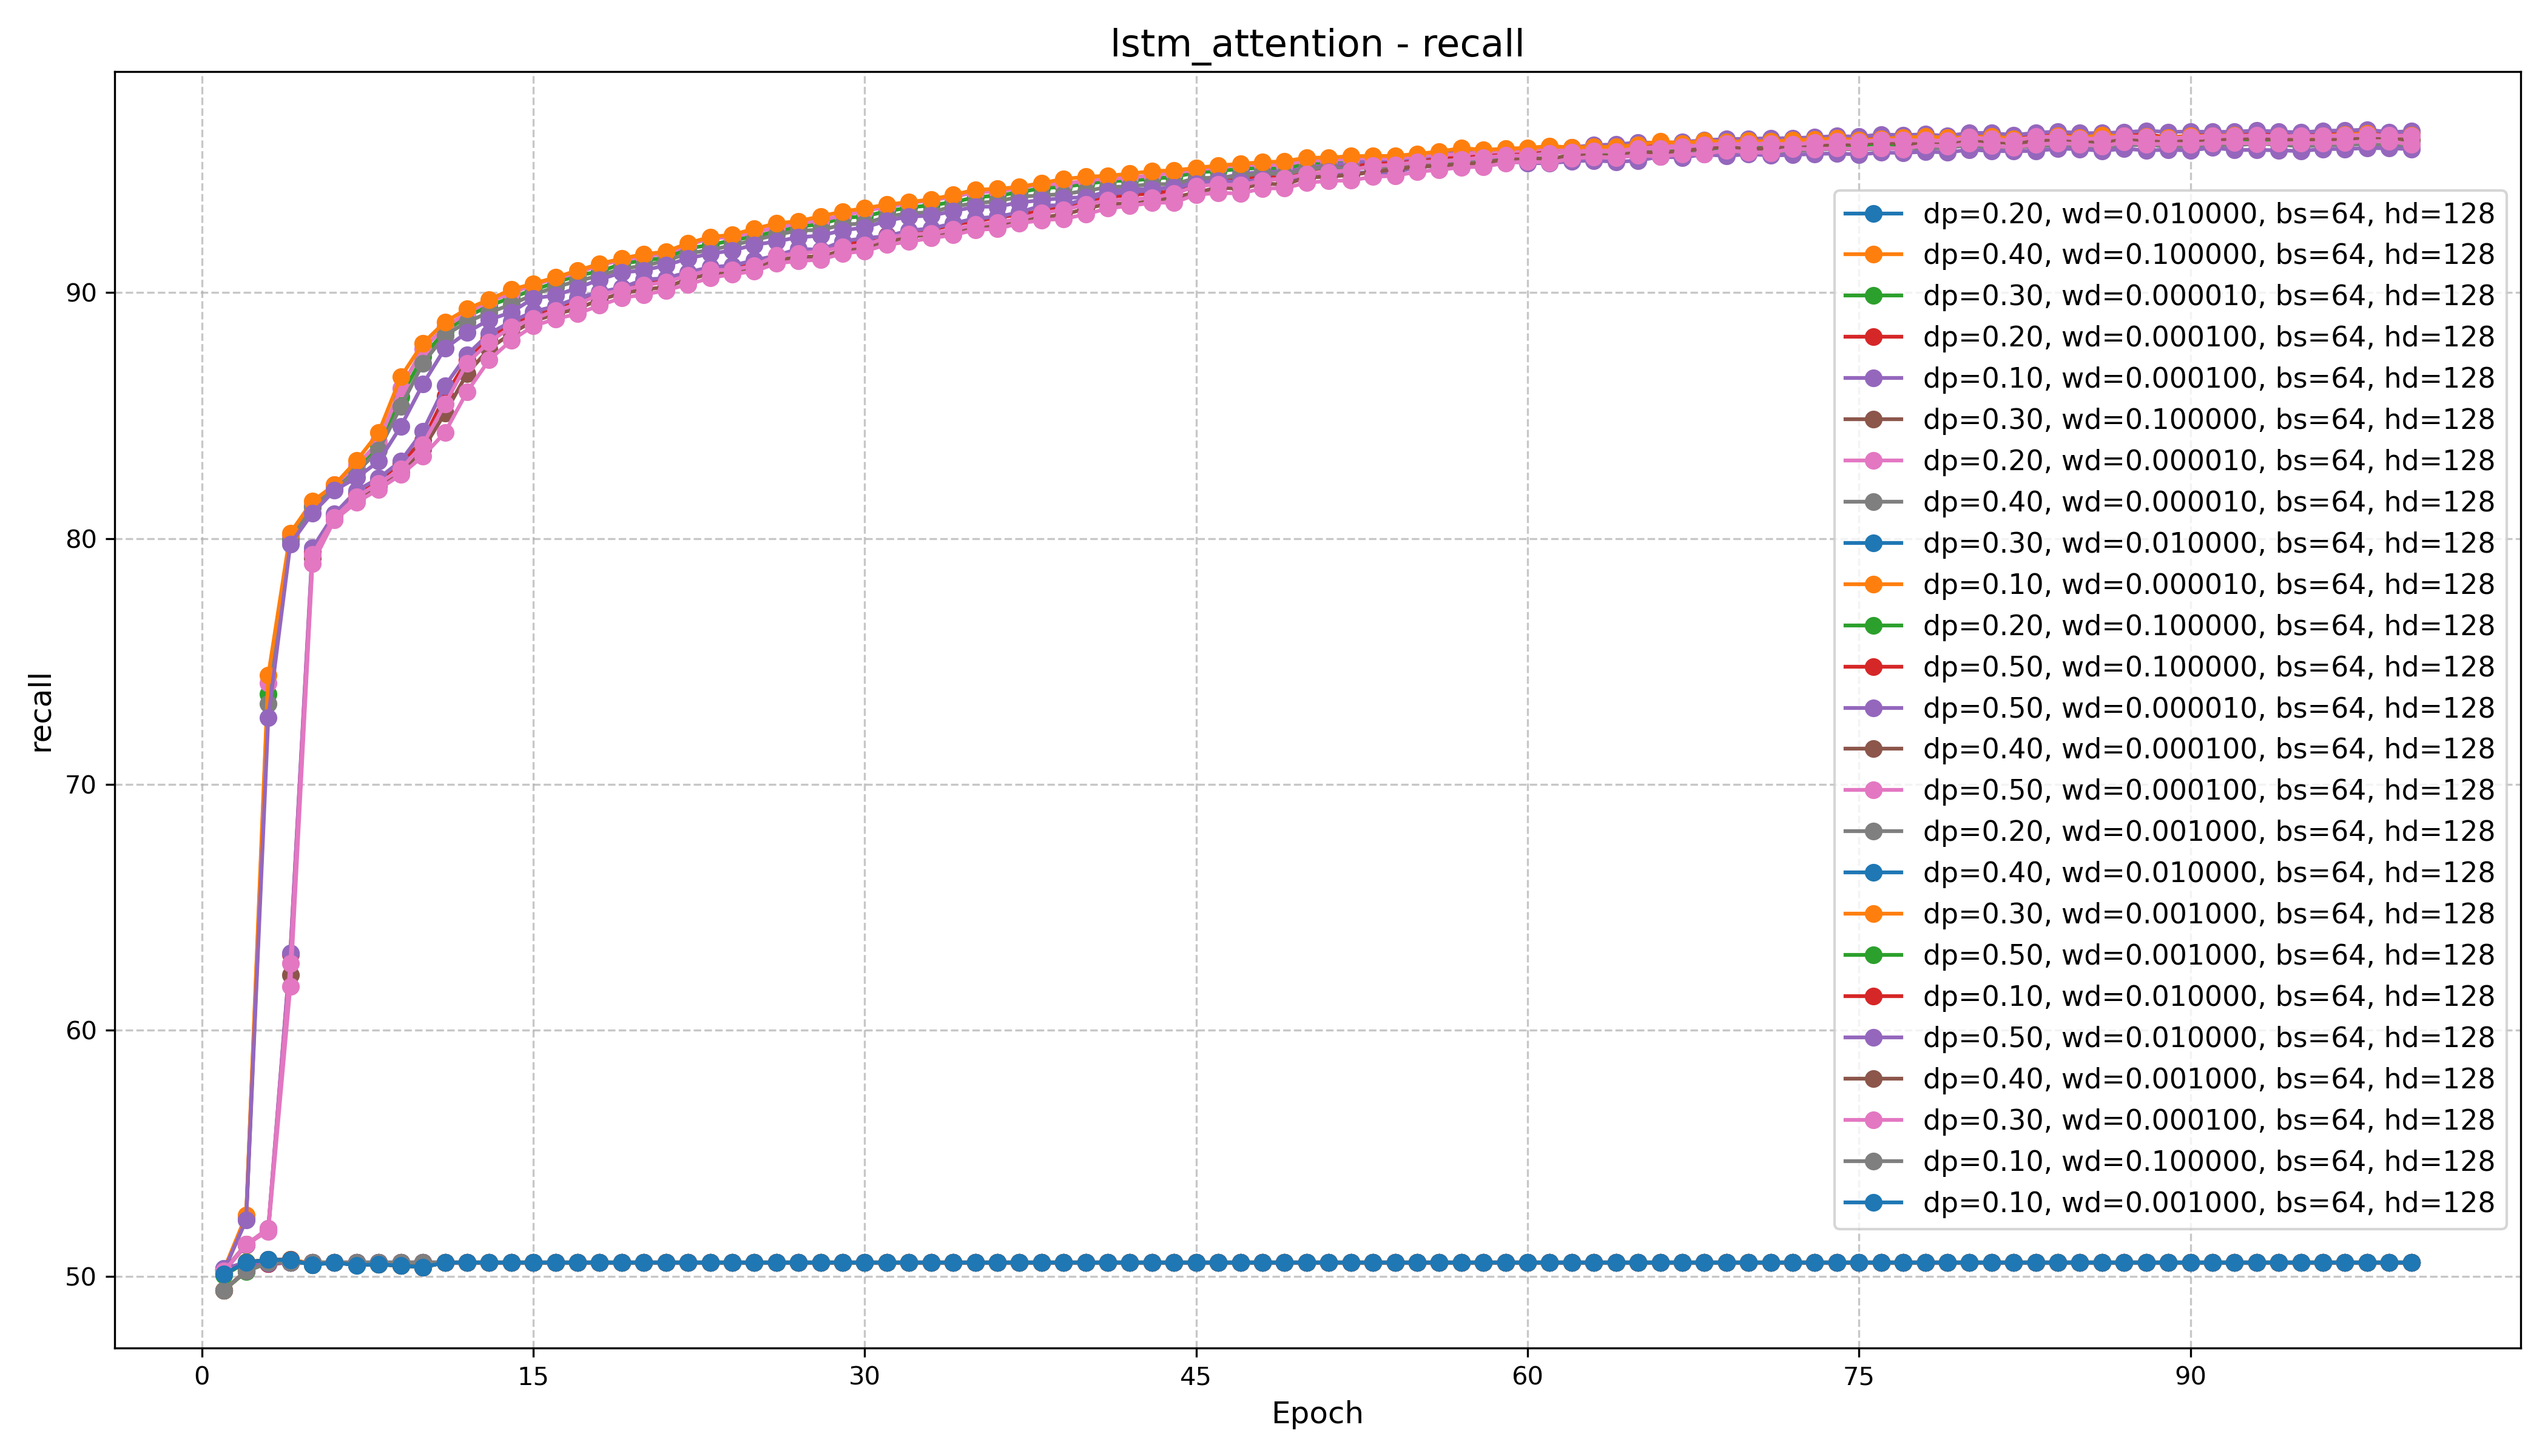 lstm_attention - recall
recall
90
80
70
60
50
0 15 30 45 60 75 90
Epoch
dp=0.20, wd=0.010000, bs=64, hd=128
dp=0.40, wd=0.100000, bs=64, hd=128
dp=0.30, wd=0.000010, bs=64, hd=128
dp=0.20, wd=0.000100, bs=64, hd=128
dp=0.10, wd=0.000100, bs=64, hd=128
dp=0.30, wd=0.100000, bs=64, hd=128
dp=0.20, wd=0.000010, bs=64, hd=128
dp=0.40, wd=0.000010, bs=64, hd=128
dp=0.30, wd=0.010000, bs=64, hd=128
dp=0.10, wd=0.000010, bs=64, hd=128
dp=0.20, wd=0.100000, bs=64, hd=128
dp=0.50, wd=0.100000, bs=64, hd=128
dp=0.50, wd=0.000010, bs=64, hd=128
dp=0.40, wd=0.000100, bs=64, hd=128
dp=0.50, wd=0.000100, bs=64, hd=128
dp=0.20, wd=0.001000, bs=64, hd=128
dp=0.40, wd=0.010000, bs=64, hd=128
dp=0.30, wd=0.001000, bs=64, hd=128
dp=0.50, wd=0.001000, bs=64, hd=128
dp=0.10, wd=0.010000, bs=64, hd=128
dp=0.50, wd=0.010000, bs=64, hd=128
dp=0.40, wd=0.001000, bs=64, hd=128
dp=0.30, wd=0.000100, bs=64, hd=128
dp=0.10, wd=0.100000, bs=64, hd=128
dp=0.10, wd=0.001000, bs=64, hd=128